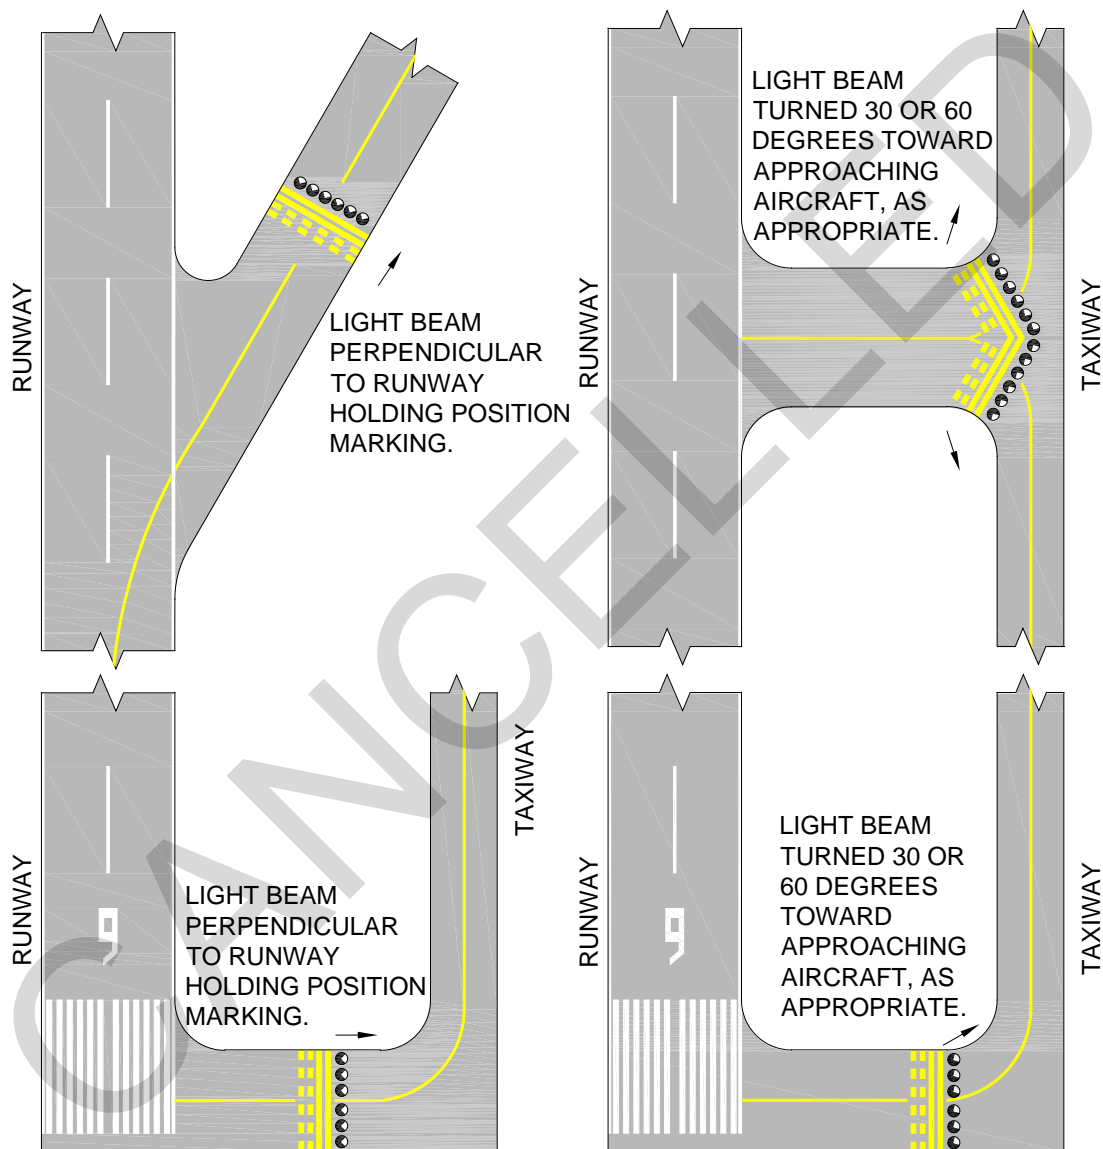 RUNWAY
LIGHT BEAM
PERPENDICULAR
TO RUNWAY
HOLDING POSITION
MARKING.
RUNWAY
LIGHT BEAM
TURNED 30 OR 60
DEGREES TOWARD
APPROACHING
AIRCRAFT, AS
APPROPRIATE.
TAXIWAY
RUNWAY
9
LIGHT BEAM
PERPENDICULAR
TO RUNWAY
HOLDING POSITION
MARKING.
TAXIWAY
RUNWAY
9
LIGHT BEAM
TURNED 30 OR
60 DEGREES
TOWARD
APPROACHING
AIRCRAFT, AS
APPROPRIATE.
TAXIWAY
CANCELLED